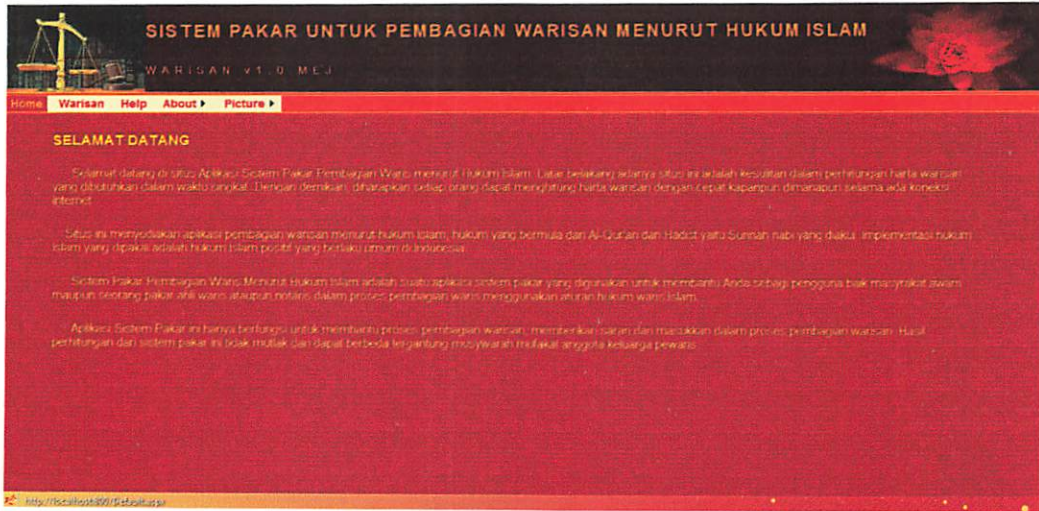 SISTEM PAKAR UNTUK PEMBAGIAN WARISAN MENURUT HUKUM ISLAM
WARISAN v1.0 MEJ
Home Warisan Help About Picture
SELAMAT DATANG
Selamat datang di situs Aplikasi Sistem Pakar Pembagian Waris menurut Hukum Islam. Latar belakang adanya situs ini adalah kesulitan dalam perhitungan harta warisan
yang dibutuhkan dalam waktu singkat. Dengan demikian, diharapkan setiap orang dapat menghitung harta warisan dengan cepat kapanpun dimanapun selama ada koneksi
internet
Situs ini menyediakan aplikasi pembagian warisan menurut hukum Islam, hukum yang bermula dari Al-Qur'an dan Hadist yaitu Sunnah nabi yang diakui. Implementasi hukum
Islam yang dipakai adalah hukum Islam positif yang berlaku umum di Indonesia
Sistem Pakar Pembagian Waris Menurut Hukum Islam adalah suatu aplikasi sistem pakar yang digunakan untuk membantu Anda sebagi pengguna baik masyrakat awam
maupun seorang pakar ahli waris ataupun notaris dalam proses pembagian waris menggunakan aturan hukum waris Islam.
Aplikasi Sistem Pakar ini hanya berfungsi untuk membantu proses pembagian warisan, memberikan saran dan masukkan dalam proses pembagian warisan. Hasil
perhitungan dari sistem pakar ini tidak mutlak dan dapat berbeda tergantung musywarah mufakat anggota keluarga pewaris
http://localhost:800/Default.aspx